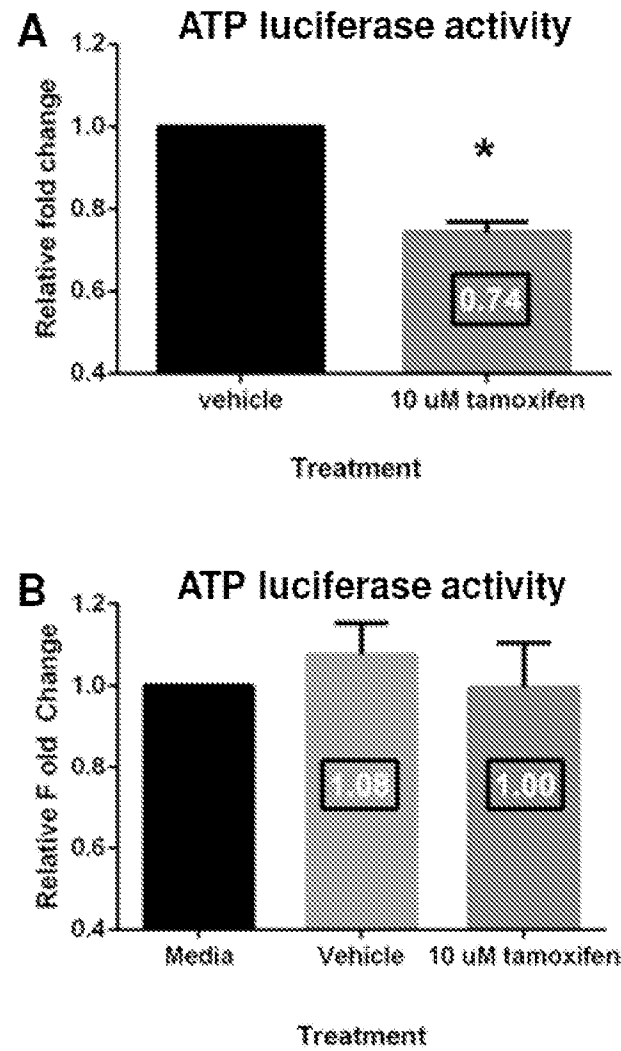 A
ATP luciferase activity
Relative fold change
1.2
1.0
0.8
0.6
0.4
*
0.74
vehicle
10 uM tamoxifen
Treatment
B
ATP luciferase activity
Relative F old Change
1.2
1.0
0.8
0.6
0.4
1.08
1.00
Media
Vehicle
10 uM tamoxifen
Treatment